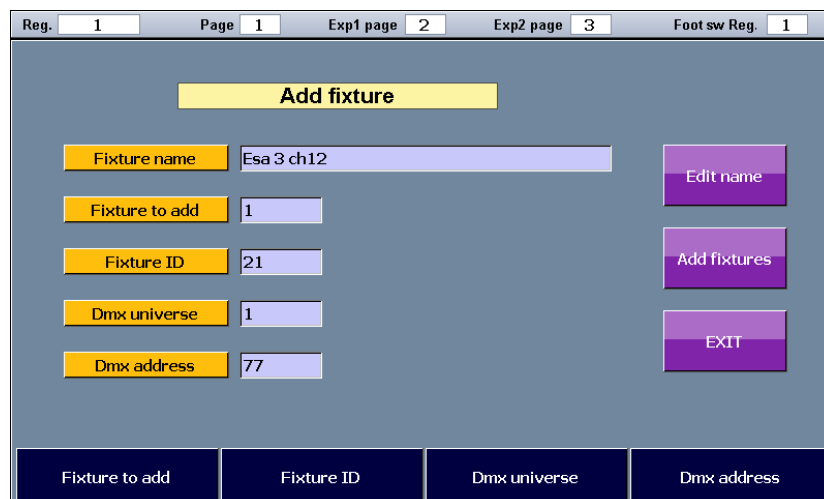 Reg. 1 Page 1 Exp1 page 2 Exp2 page 3 Foot sw Reg. 1
Add fixture
Fixture name Esa 3 ch12
Edit name
Fixture to add 1
Fixture ID 21
Add fixtures
Dmx universe 1
EXIT
Dmx address 77
Fixture to add Fixture ID Dmx universe Dmx address